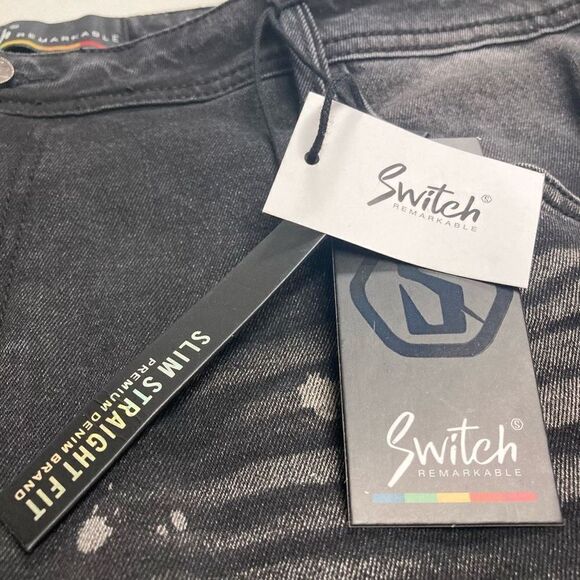 REMARKABLE
Switch
REMARKABLE
Switch
REMARKABLE
SLIM STRAIGHT FIT
PREMIUM DENIM BRAND